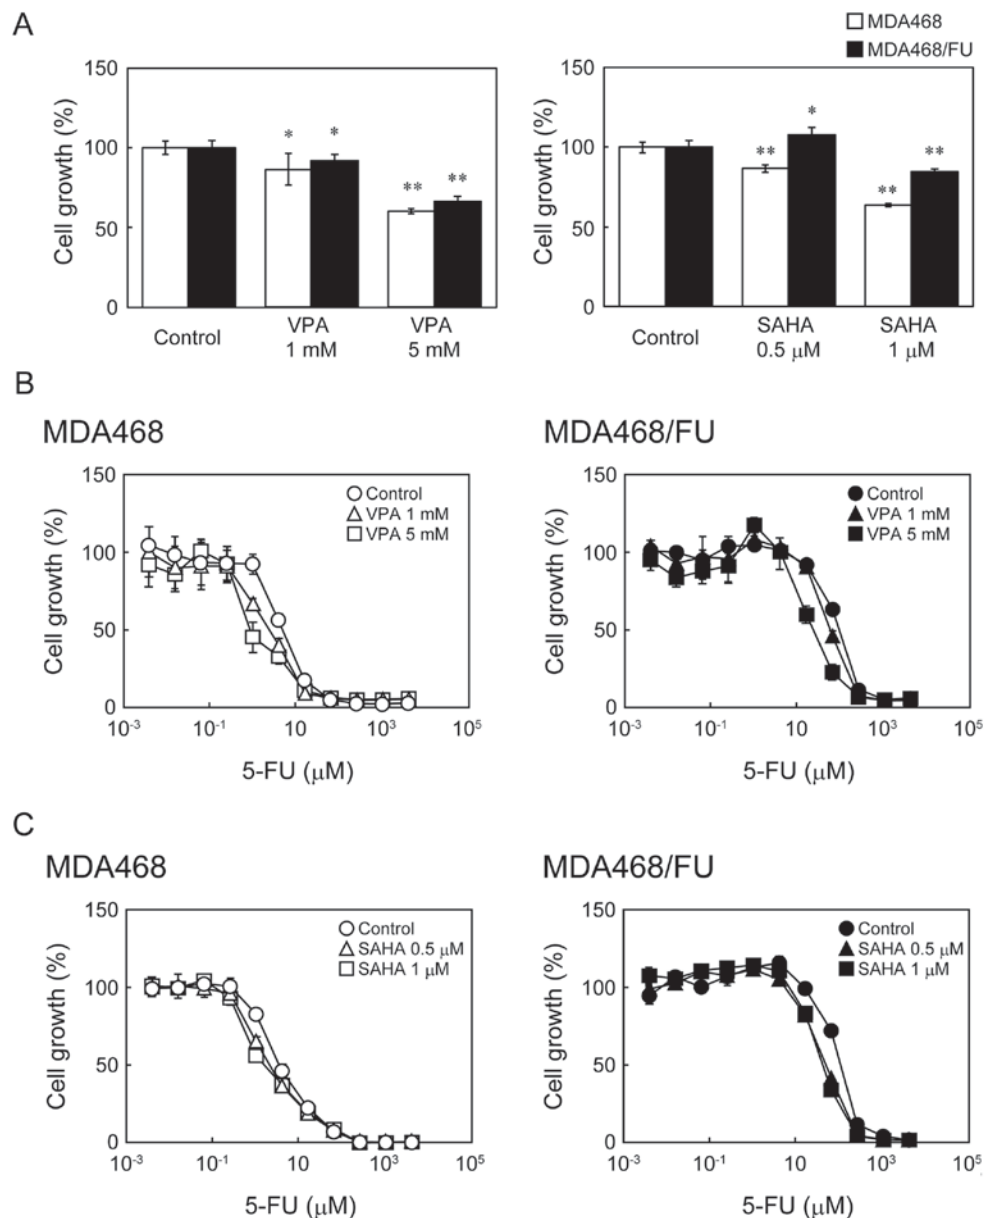 A
MDA468
MDA468/FU
150
100
50
0
Cell growth (%)
*
*
**
**
Control
VPA
1 mM
VPA
5 mM
150
100
50
0
Cell growth (%)
**
*
**
**
Control
SAHA
0.5 μM
SAHA
1 μM
B
MDA468
150
100
50
0
Cell growth (%)
Control
VPA 1 mM
VPA 5 mM
10-3
10-1
10
103
105
5-FU (μM)
MDA468/FU
150
100
50
0
Cell growth (%)
Control
VPA 1 mM
VPA 5 mM
10-3
10-1
10
103
105
5-FU (μM)
C
MDA468
150
100
50
0
Cell growth (%)
Control
SAHA 0.5 μM
SAHA 1 μM
10-3
10-1
10
103
105
5-FU (μM)
MDA468/FU
150
100
50
0
Cell growth (%)
Control
SAHA 0.5 μM
SAHA 1 μM
10-3
10-1
10
103
105
5-FU (μM)